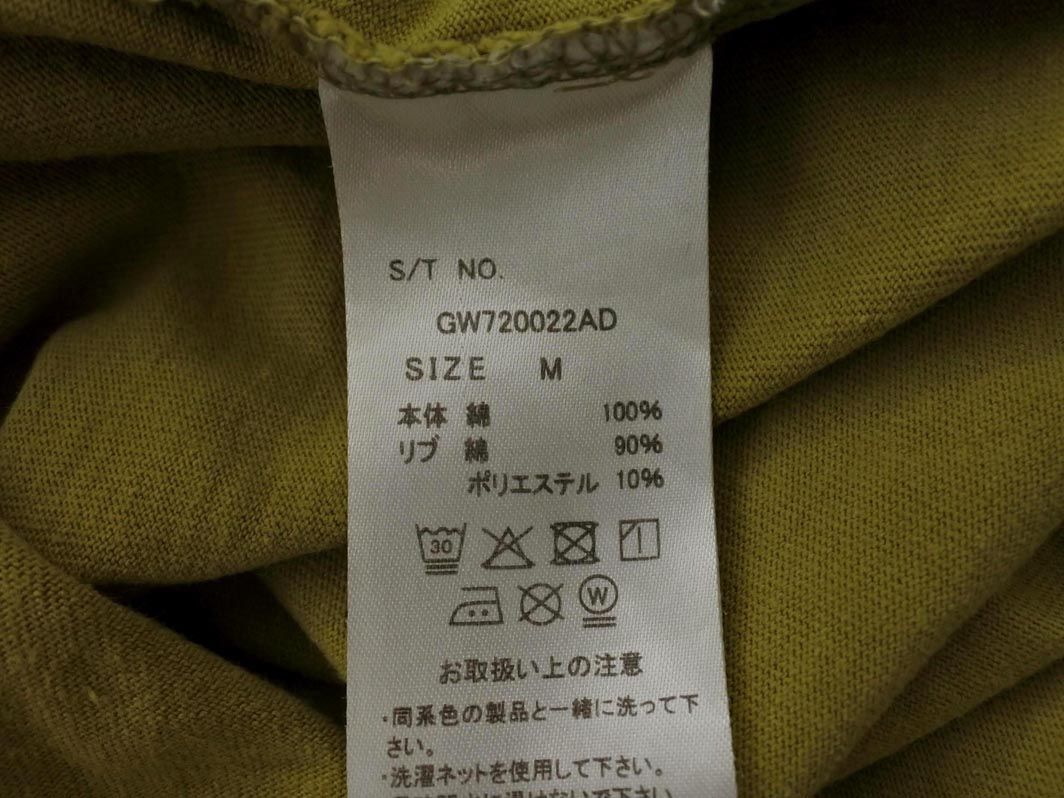 S/T NO.
GW720022AD
SIZE M
本体 綿 100%
リブ 綿 90%
ポリエステル 10%
30
W
お取扱い上の注意
・同系色の製品と一緒に洗って下
さい。
・洗濯ネットを使用して下さい。